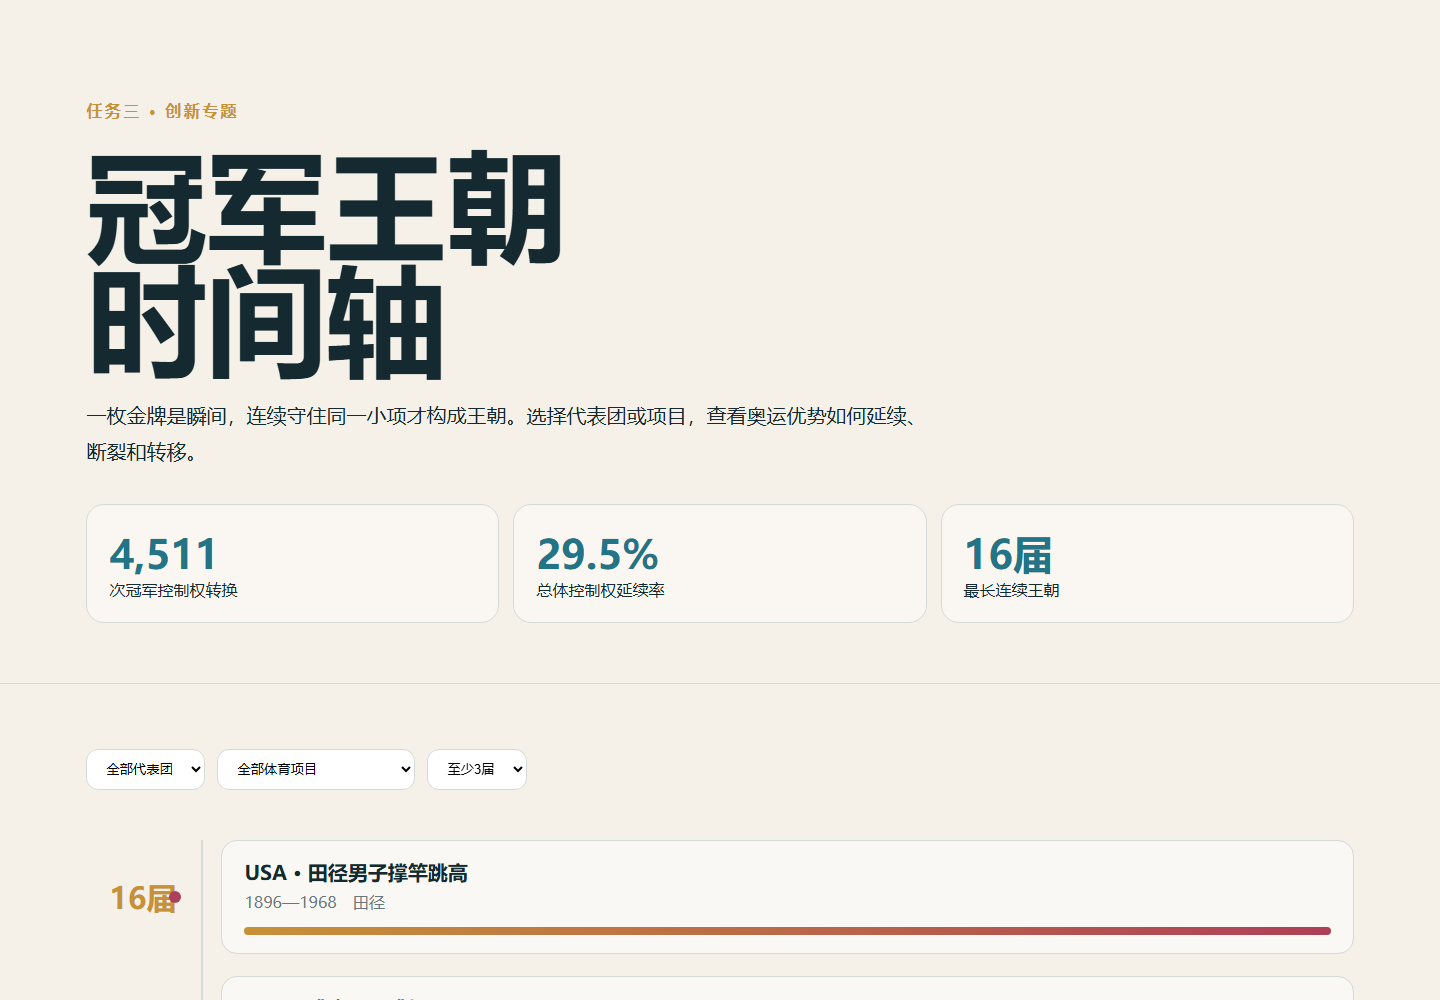 任务三 • 创新专题
冠军王朝
时间轴
一枚金牌是瞬间，连续守住同一小项才构成王朝。选择代表团或项目，查看奥运优势如何延续、
断裂和转移。
4,511
次冠军控制权转换
29.5%
总体控制权延续率
16届
最长连续王朝
全部代表团
全部体育项目
至少3届
16届
USA • 田径男子撑竿跳高
1896—1968　田径